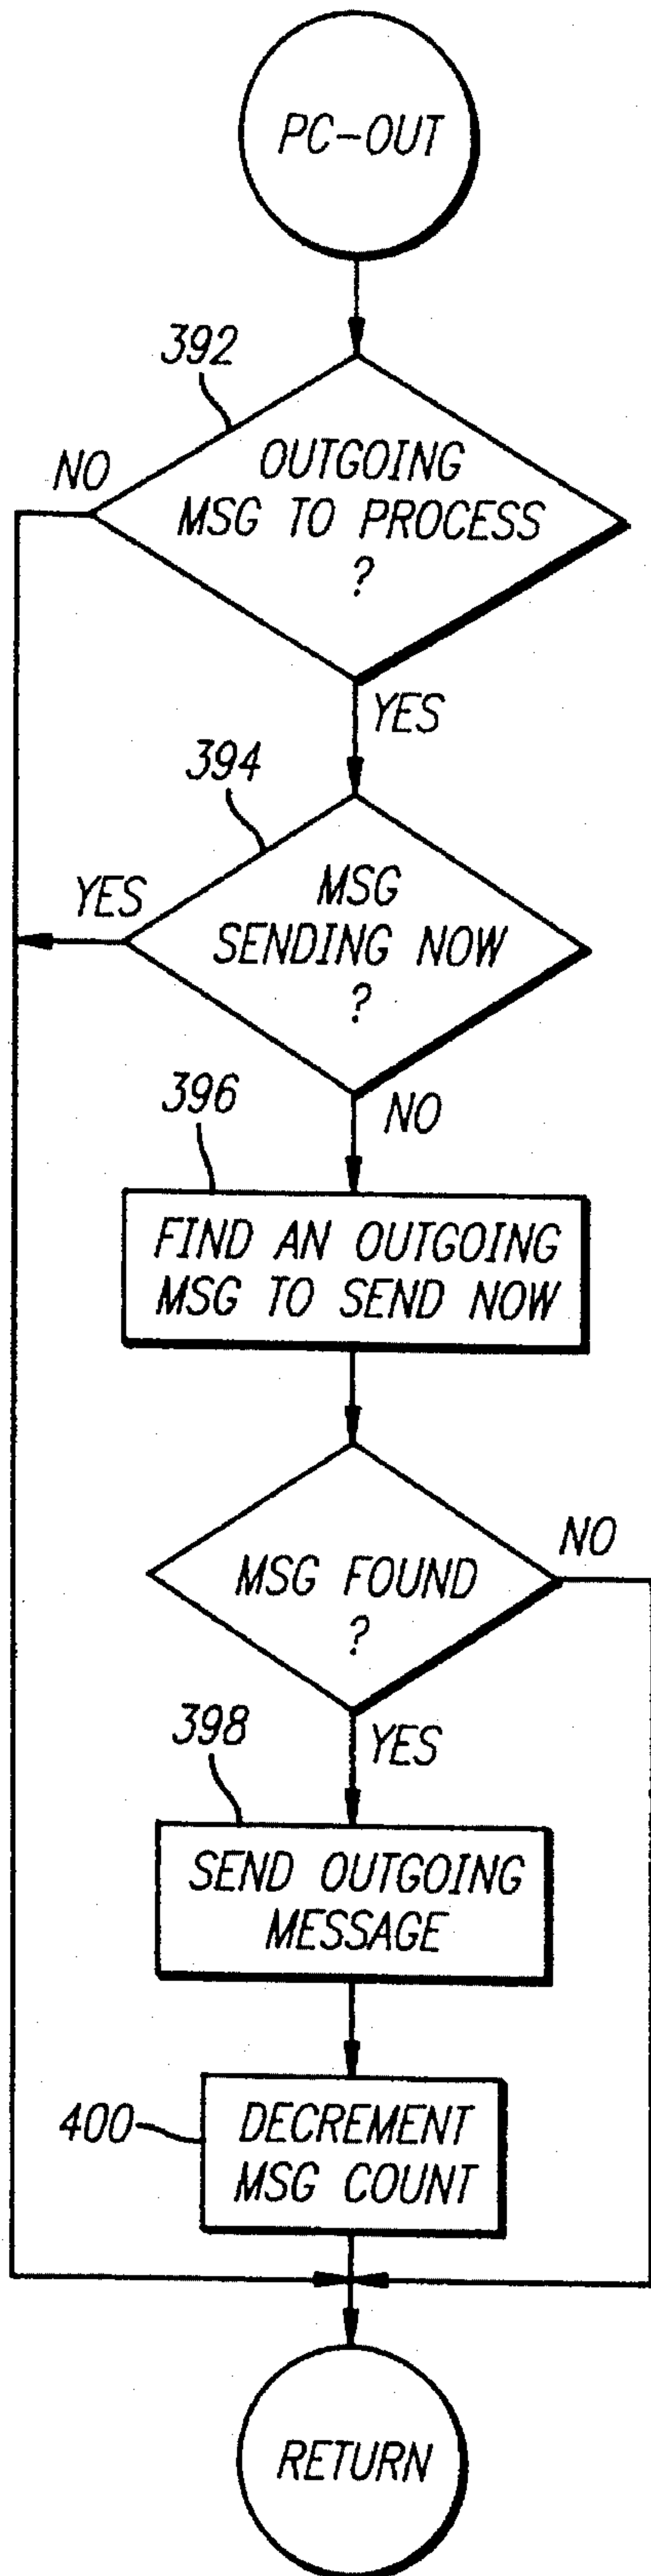 PC-OUT
392
OUTGOING
NO
MSG TO PROCESS
?
YES
394
MSG
YES
SENDING NOW
?
NO
396
FIND AN OUTGOING
MSG TO SEND NOW
NO
MSG FOUND
?
YES
398
SEND OUTGOING
MESSAGE
400
DECREMENT
MSG COUNT
RETURN